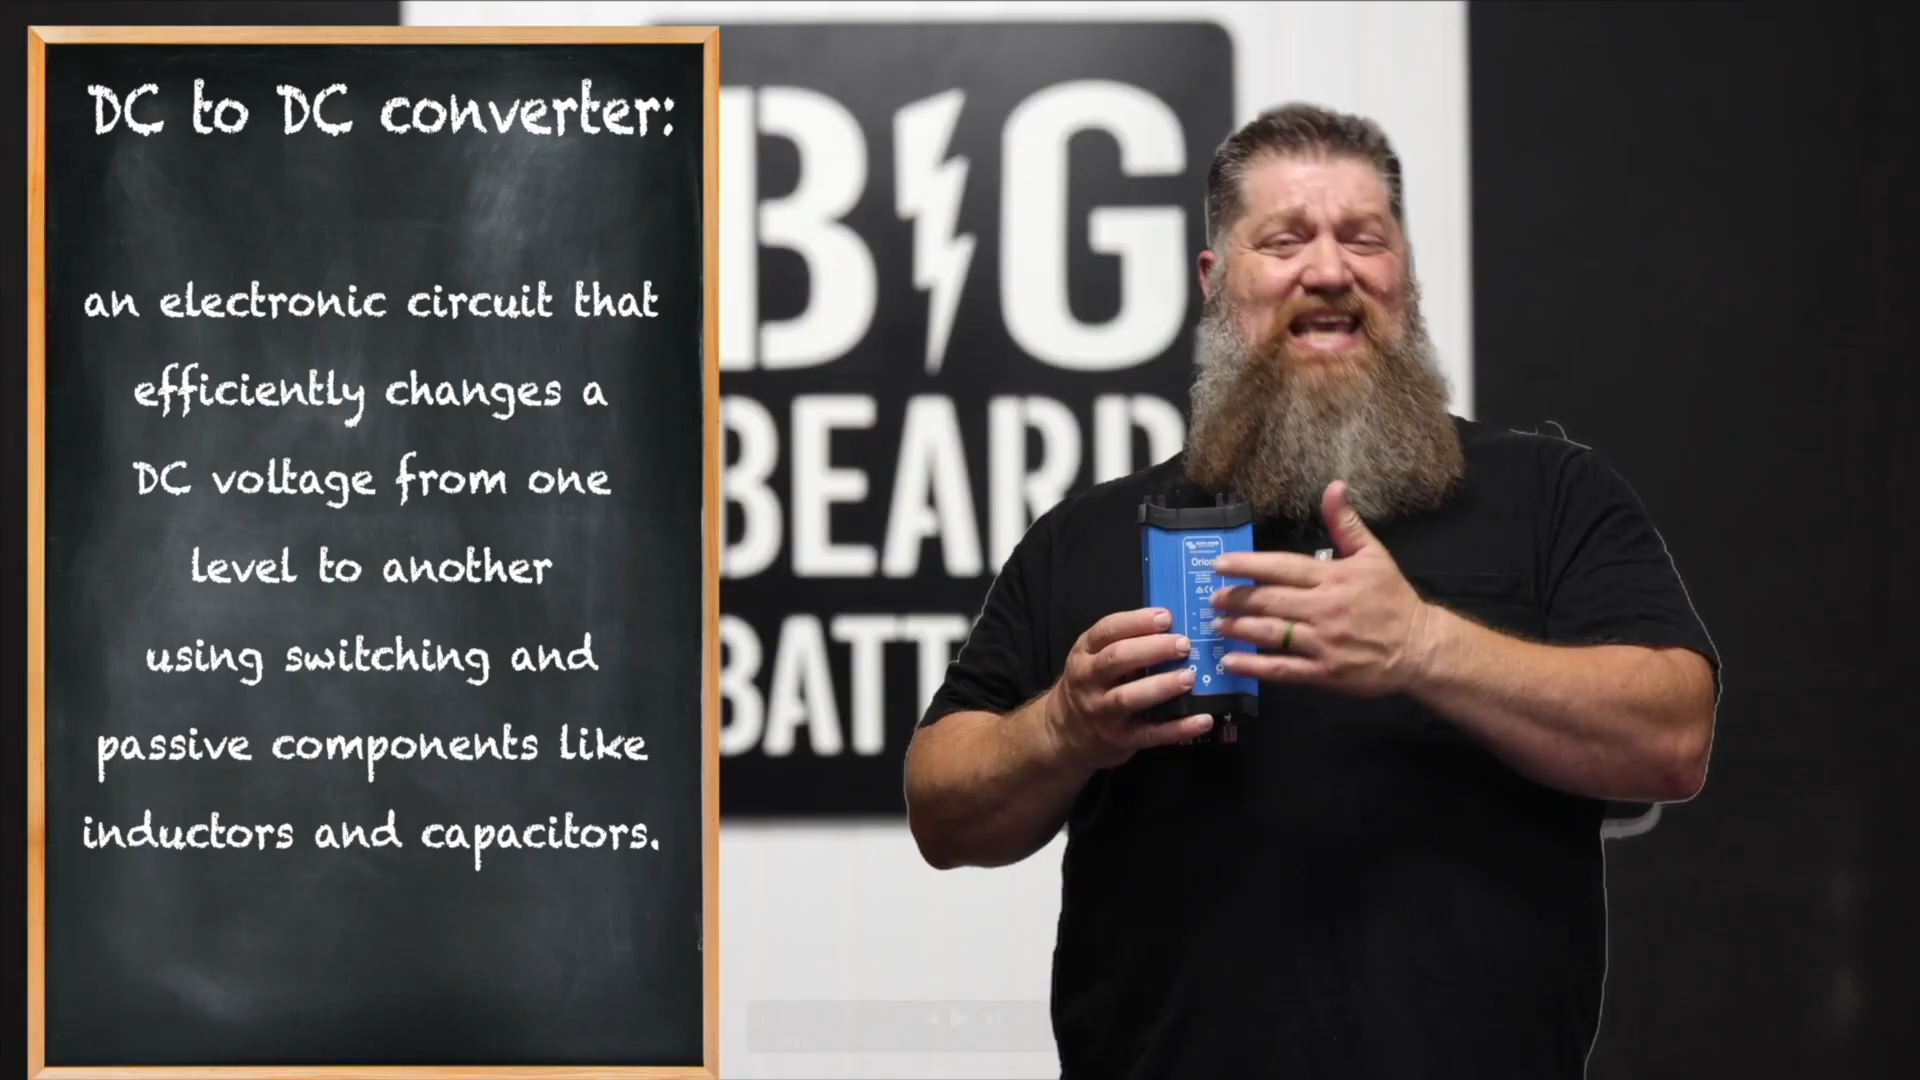 DC to DC converter:
an electronic circuit that
efficiently changes a
DC voltage from one
level to another
using switching and
passive components like
inductors and capacitors.
BIG
BEARD
BATT
Orion